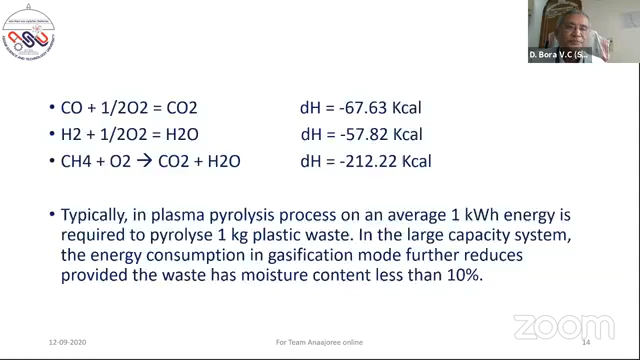 D. Bora V.C (S...
• CO + 1/2O2 = CO2 dH = -67.63 Kcal
• H2 + 1/2O2 = H2O dH = -57.82 Kcal
• CH4 + O2 → CO2 + H2O dH = -212.22 Kcal
• Typically, in plasma pyrolysis process on an average 1 kWh energy is
required to pyrolyse 1 kg plastic waste. In the large capacity system,
the energy consumption in gasification mode further reduces
provided the waste has moisture content less than 10%.
zoom
12-09-2020 For Team Anaajoree online 14